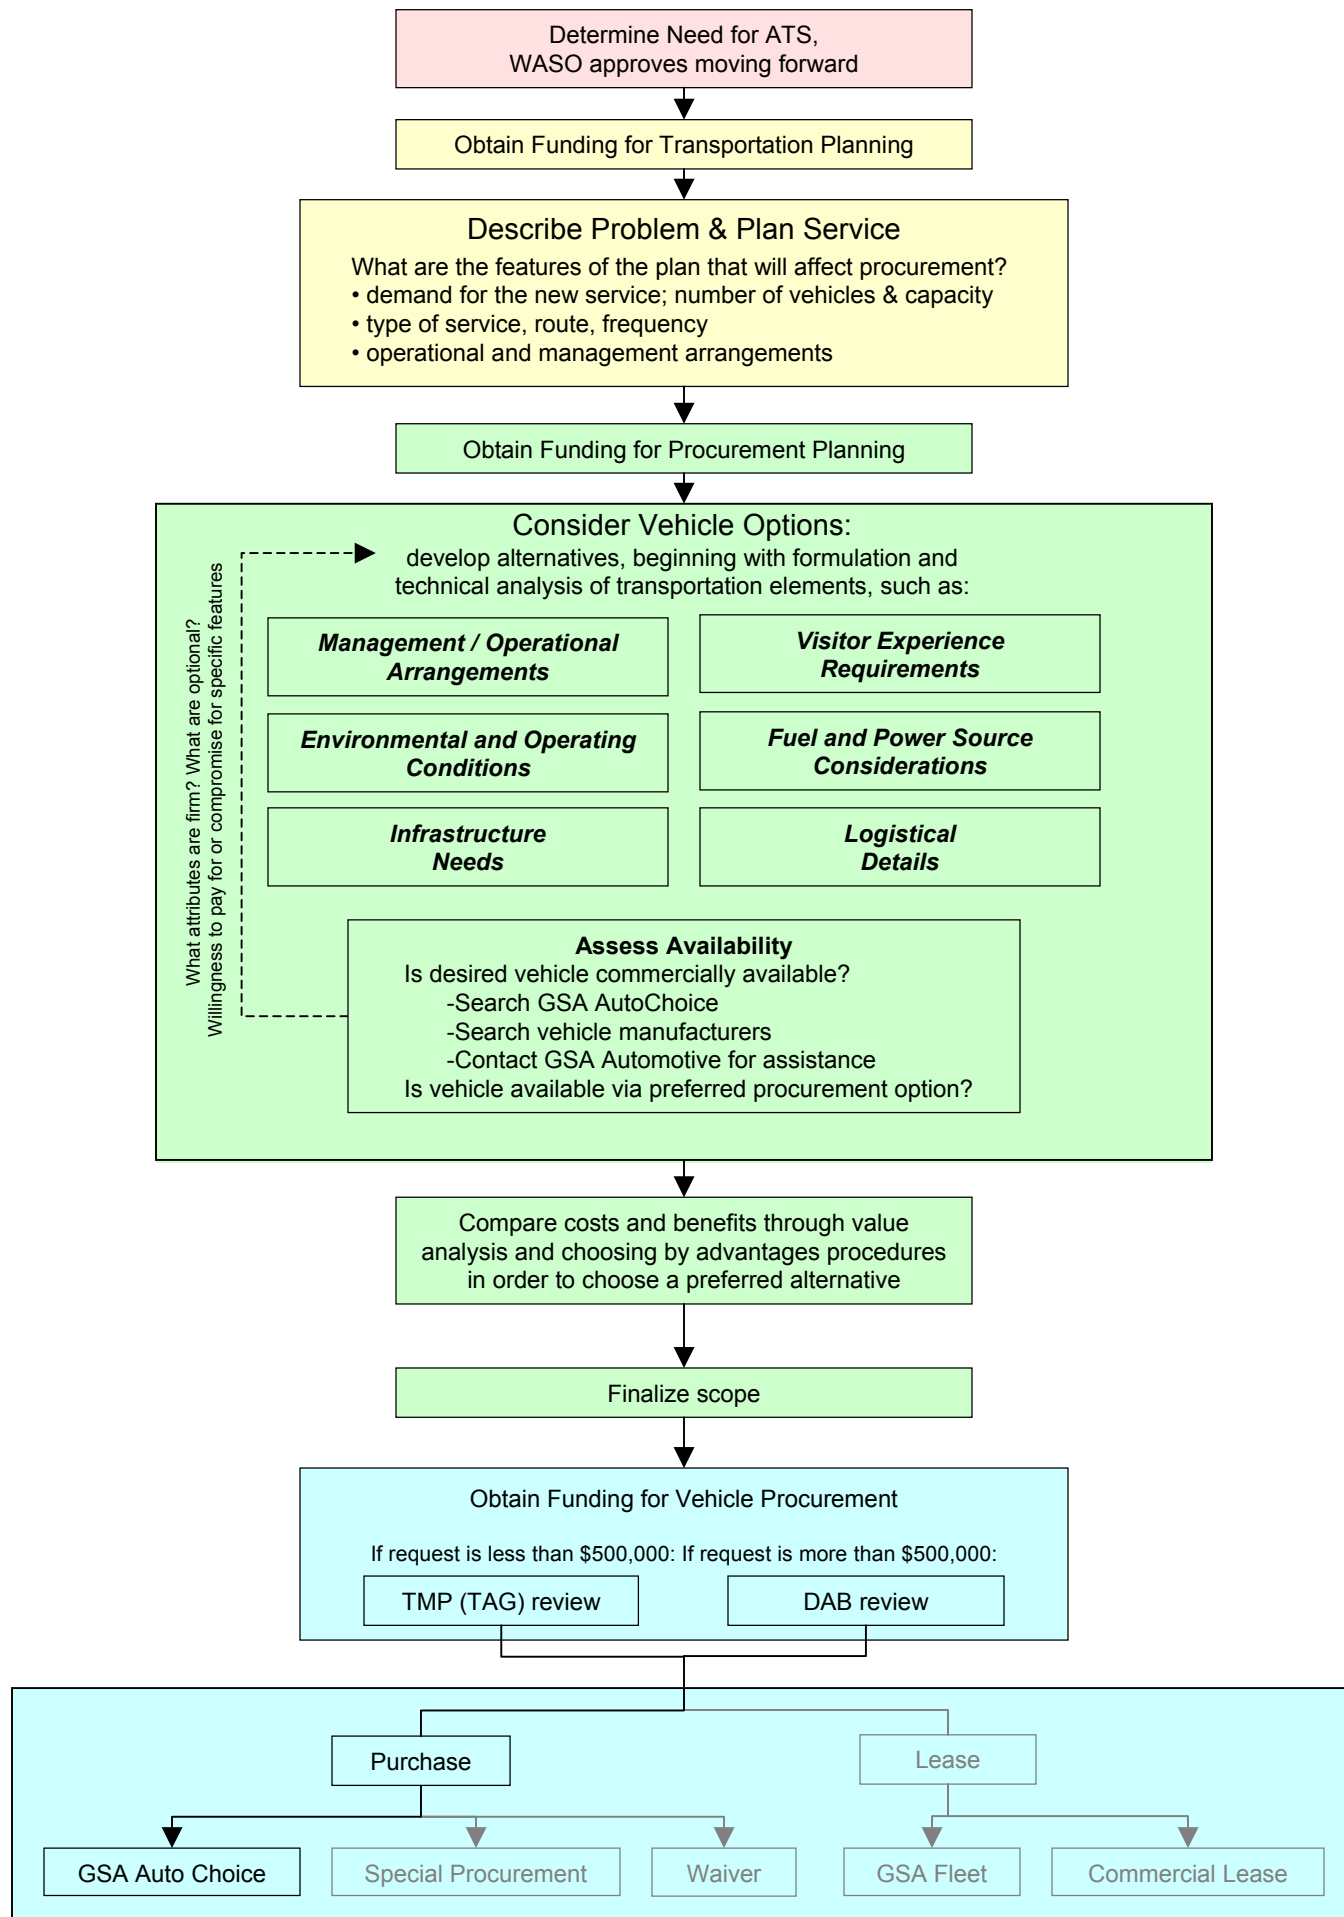 Determine Need for ATS,
WASO approves moving forward
Obtain Funding for Transportation Planning
Describe Problem & Plan Service
What are the features of the plan that will affect procurement?
• demand for the new service; number of vehicles & capacity
• type of service, route, frequency
• operational and management arrangements
Obtain Funding for Procurement Planning
Consider Vehicle Options:
develop alternatives, beginning with formulation and
technical analysis of transportation elements, such as:
What attributes are firm? What are optional?
Willingness to pay for or compromise for specific features
Management / Operational
Arrangements
Visitor Experience
Requirements
Environmental and Operating
Conditions
Fuel and Power Source
Considerations
Infrastructure
Needs
Logistical
Details
Assess Availability
Is desired vehicle commercially available?
-Search GSA AutoChoice
-Search vehicle manufacturers
-Contact GSA Automotive for assistance
Is vehicle available via preferred procurement option?
Compare costs and benefits through value
analysis and choosing by advantages procedures
in order to choose a preferred alternative
Finalize scope
Obtain Funding for Vehicle Procurement
If request is less than $500,000: If request is more than $500,000:
TMP (TAG) review
DAB review
Purchase
Lease
GSA Auto Choice
Special Procurement
Waiver
GSA Fleet
Commercial Lease